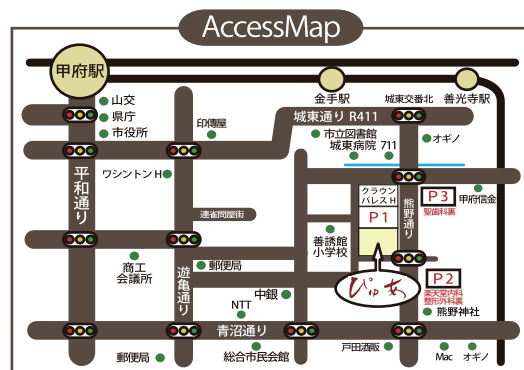 AccessMap
甲府駅
金手駅
善光寺駅
山交
県庁
市役所
印傳屋
城東通り R411
城東交番北
市立図書館
城東病院
711
オギノ
ワシントンH
平和通り
連雀問屋街
クラウン
パレスH
P1
熊野通り
P3
聖歯科裏
甲府信金
善誘館
小学校
商工
会議所
遊亀通り
郵便局
ぴゅあ
P2
楽天堂内科
整形外科裏
熊野神社
中銀
NTT
青沼通り
郵便局
総合市民会館
戸田酒販
Mac
オギノ